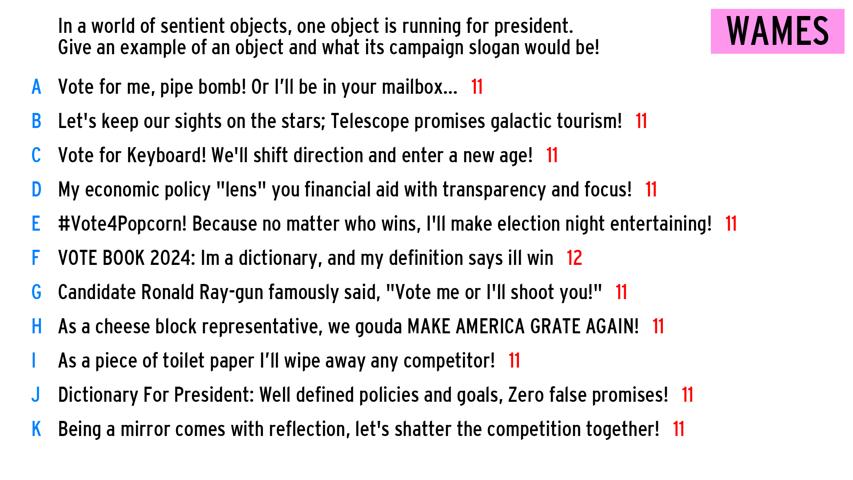 In a world of sentient objects, one object is running for president.
Give an example of an object and what its campaign slogan would be!
WAMES
A Vote for me, pipe bomb! Or I’ll be in your mailbox... 11
B Let's keep our sights on the stars; Telescope promises galactic tourism! 11
C Vote for Keyboard! We'll shift direction and enter a new age! 11
D My economic policy "lens" you financial aid with transparency and focus! 11
E #Vote4Popcorn! Because no matter who wins, I'll make election night entertaining! 11
F VOTE BOOK 2024: Im a dictionary, and my definition says ill win 12
G Candidate Ronald Ray-gun famously said, "Vote me or I'll shoot you!" 11
H As a cheese block representative, we gouda MAKE AMERICA GRATE AGAIN! 11
I As a piece of toilet paper I’ll wipe away any competitor! 11
J Dictionary For President: Well defined policies and goals, Zero false promises! 11
K Being a mirror comes with reflection, let's shatter the competition together! 11